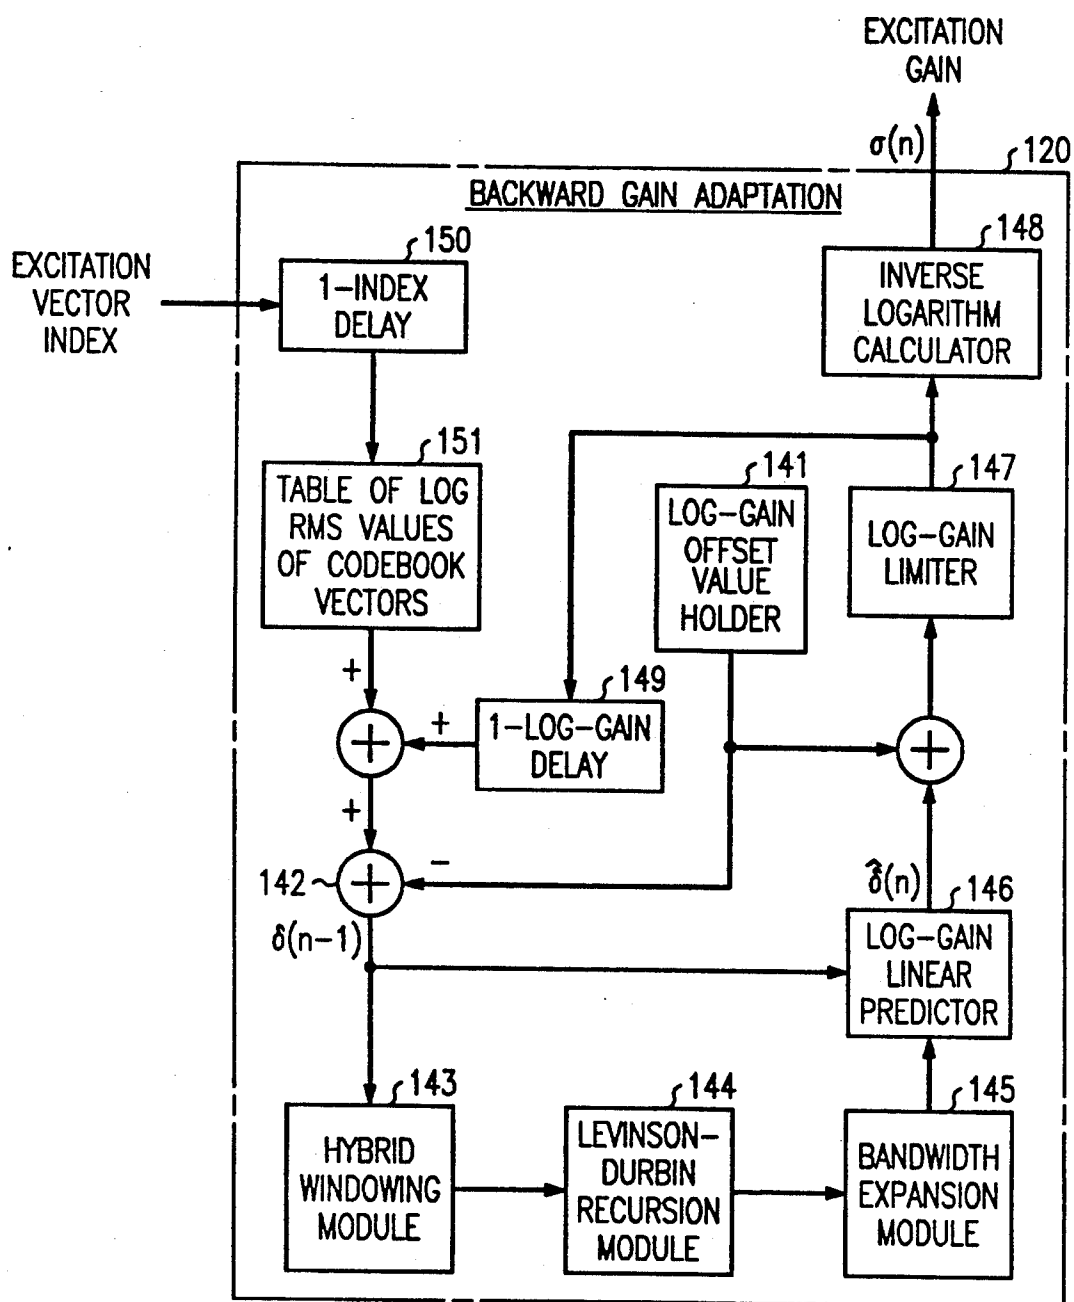 EXCITATION
GAIN
σ(n)
120
BACKWARD GAIN ADAPTATION
EXCITATION
VECTOR
INDEX
150
1-INDEX
DELAY
148
INVERSE
LOGARITHM
CALCULATOR
151
TABLE OF LOG
RMS VALUES
OF CODEBOOK
VECTORS
141
LOG-GAIN
OFFSET
VALUE
HOLDER
147
LOG-GAIN
LIMITER
+
+
+
149
1-LOG-GAIN
DELAY
+
+
142
+
-
δ(n-1)
δ̂(n)
146
LOG-GAIN
LINEAR
PREDICTOR
143
HYBRID
WINDOWING
MODULE
144
LEVINSON-
DURBIN
RECURSION
MODULE
145
BANDWIDTH
EXPANSION
MODULE